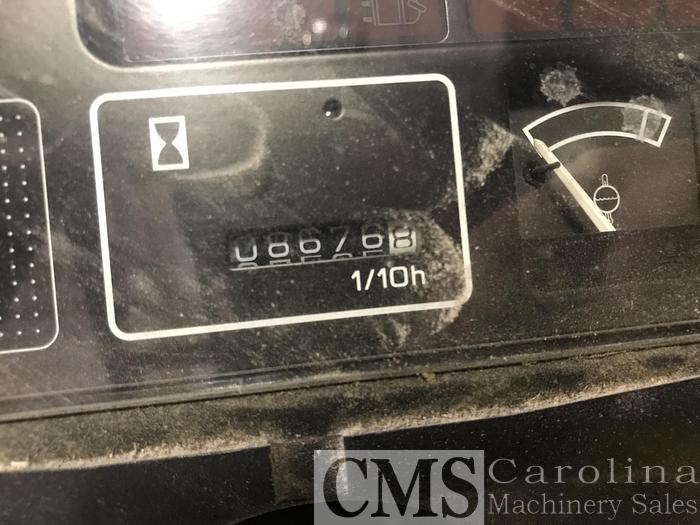 086768
1/10h
CMS Carolina
Machinery Sales